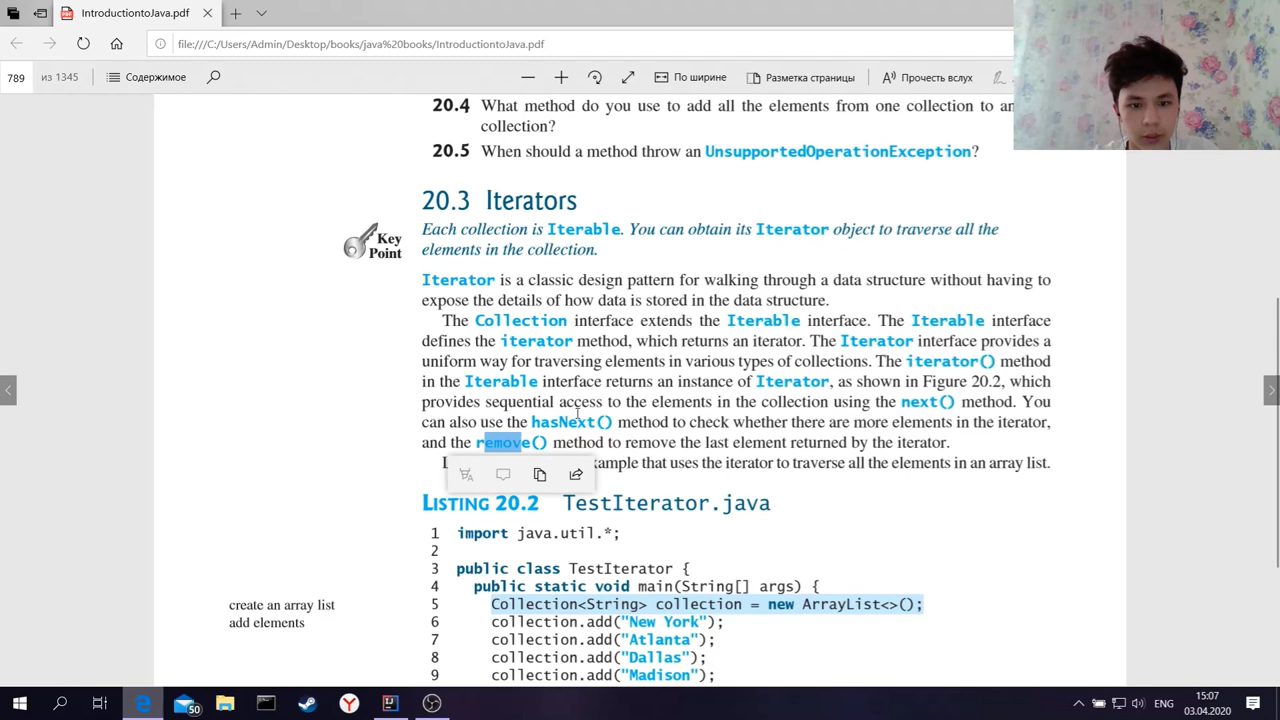 IntroductiontoJava.pdf
file:///C:/Users/Admin/Desktop/books/java%20books/IntroductiontoJava.pdf
789 из 1345 Содержимое По ширине Разметка страницы Прочесть вслух
20.4 What method do you use to add all the elements from one collection to an
collection?
20.5 When should a method throw an UnsupportedOperationException?
20.3 Iterators
Key
Point
Each collection is Iterable. You can obtain its Iterator object to traverse all the
elements in the collection.
Iterator is a classic design pattern for walking through a data structure without having to
expose the details of how data is stored in the data structure.
The Collection interface extends the Iterable interface. The Iterable interface
defines the iterator method, which returns an iterator. The Iterator interface provides a
uniform way for traversing elements in various types of collections. The iterator() method
in the Iterable interface returns an instance of Iterator, as shown in Figure 20.2, which
provides sequential access to the elements in the collection using the next() method. You
can also use the hasNext() method to check whether there are more elements in the iterator,
and the remove() method to remove the last element returned by the iterator.
example that uses the iterator to traverse all the elements in an array list.
LISTING 20.2 TestIterator.java
1 import java.util.*;
2
3 public class TestIterator {
4 public static void main(String[] args) {
create an array list
5 Collection<String> collection = new ArrayList<>();
add elements
6 collection.add("New York");
7 collection.add("Atlanta");
8 collection.add("Dallas");
9 collection.add("Madison");
50
ENG
15:07
03.04.2020